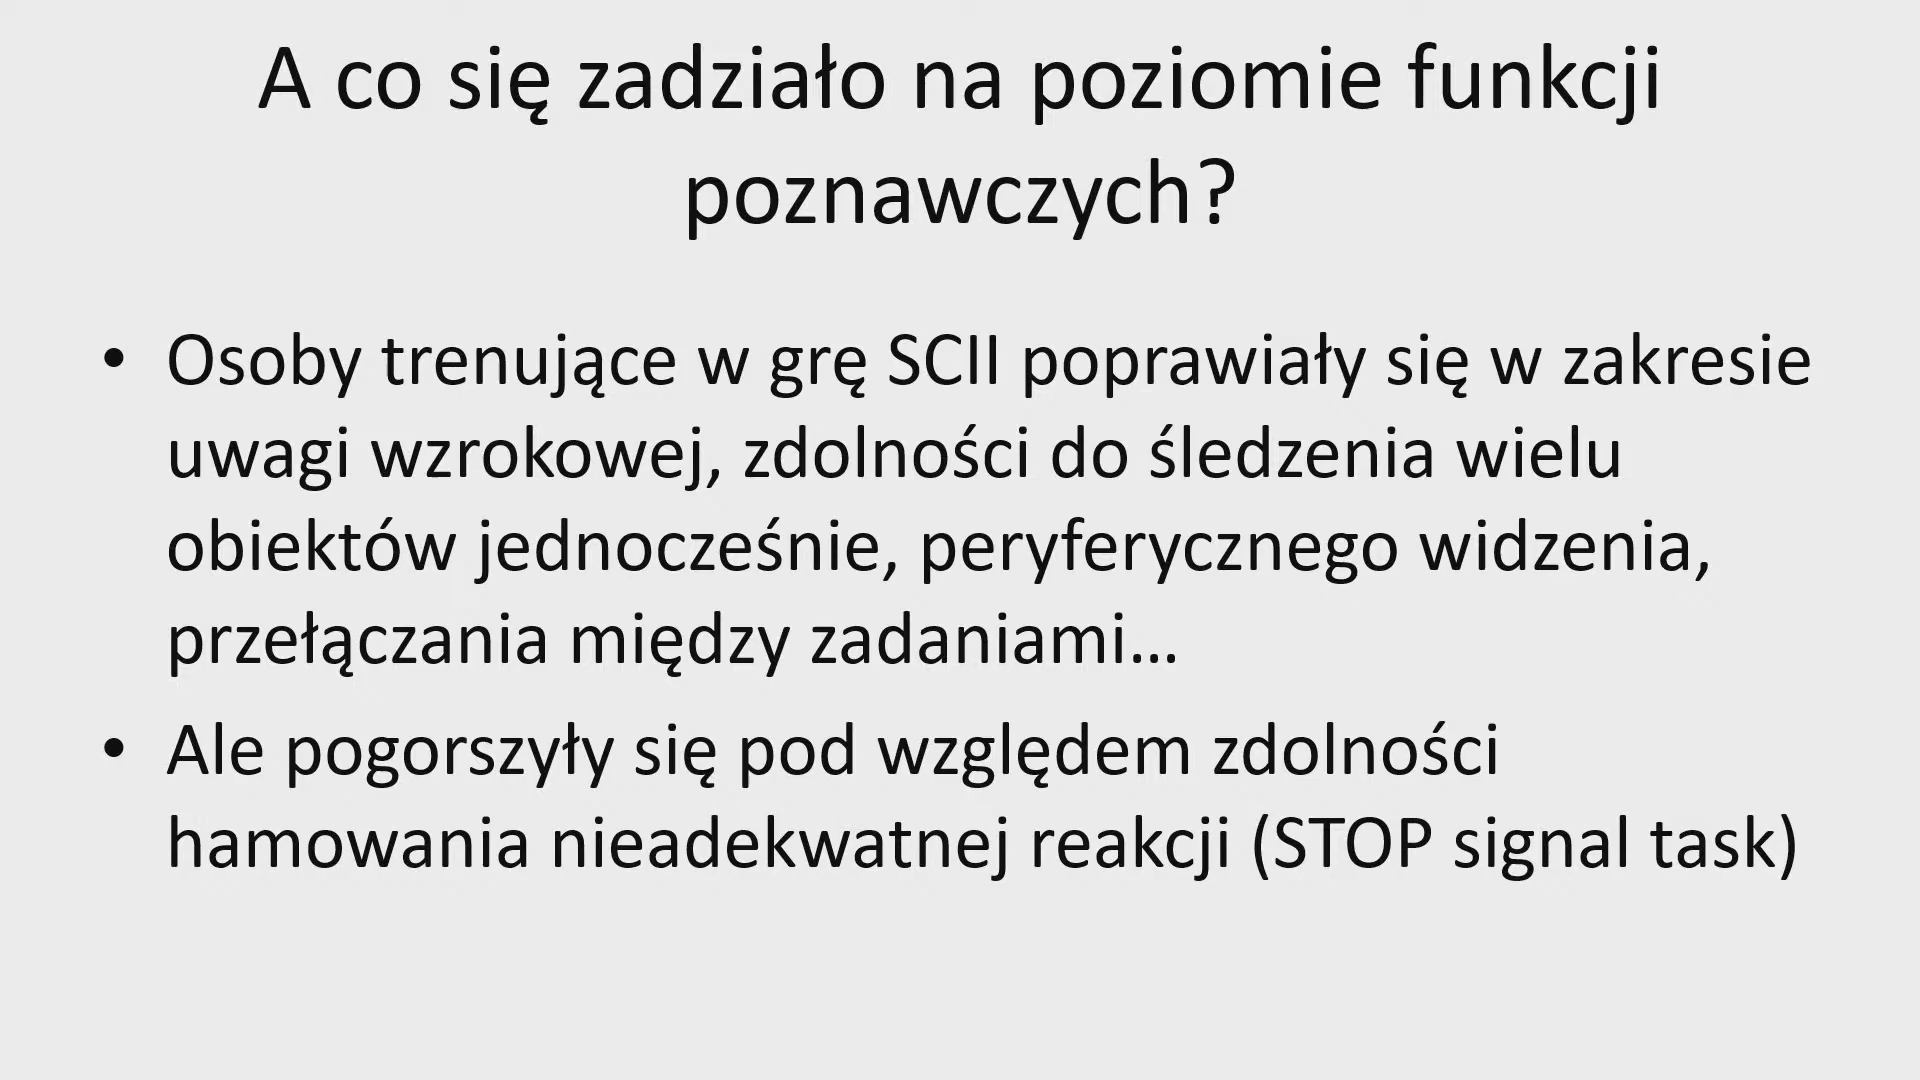 A co się zadziało na poziomie funkcji
poznawczych?
• Osoby trenujące w grę SCII poprawiały się w zakresie
uwagi wzrokowej, zdolności do śledzenia wielu
obiektów jednocześnie, peryferycznego widzenia,
przełączania między zadaniami...
• Ale pogorszyły się pod względem zdolności
hamowania nieadekwatnej reakcji (STOP signal task)